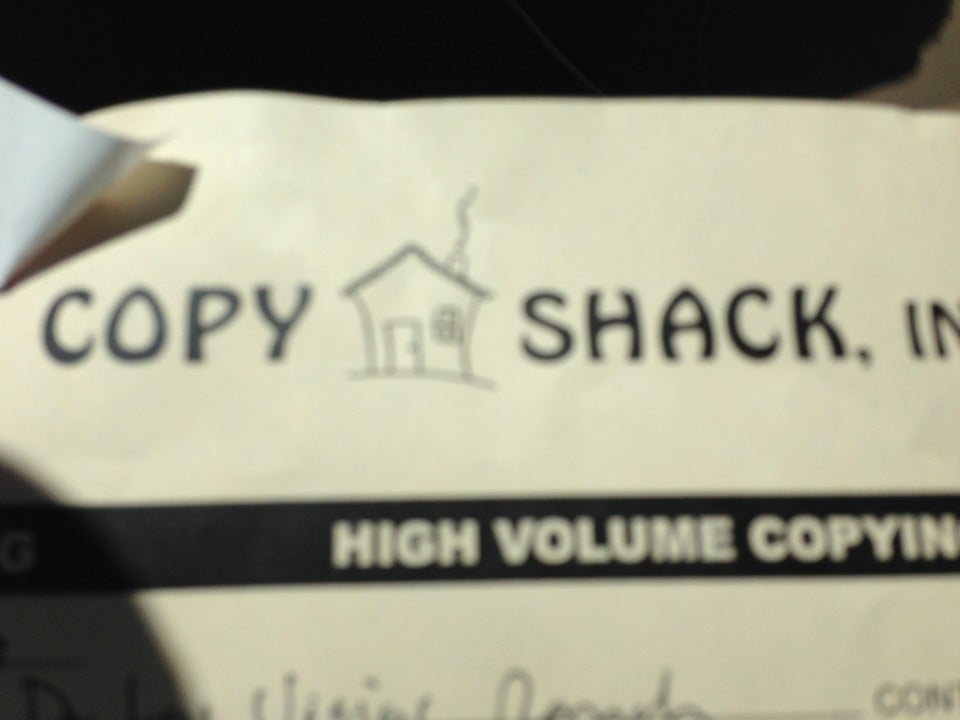 COPY SHACK, IN
G HIGH VOLUME COPYIN
CONT